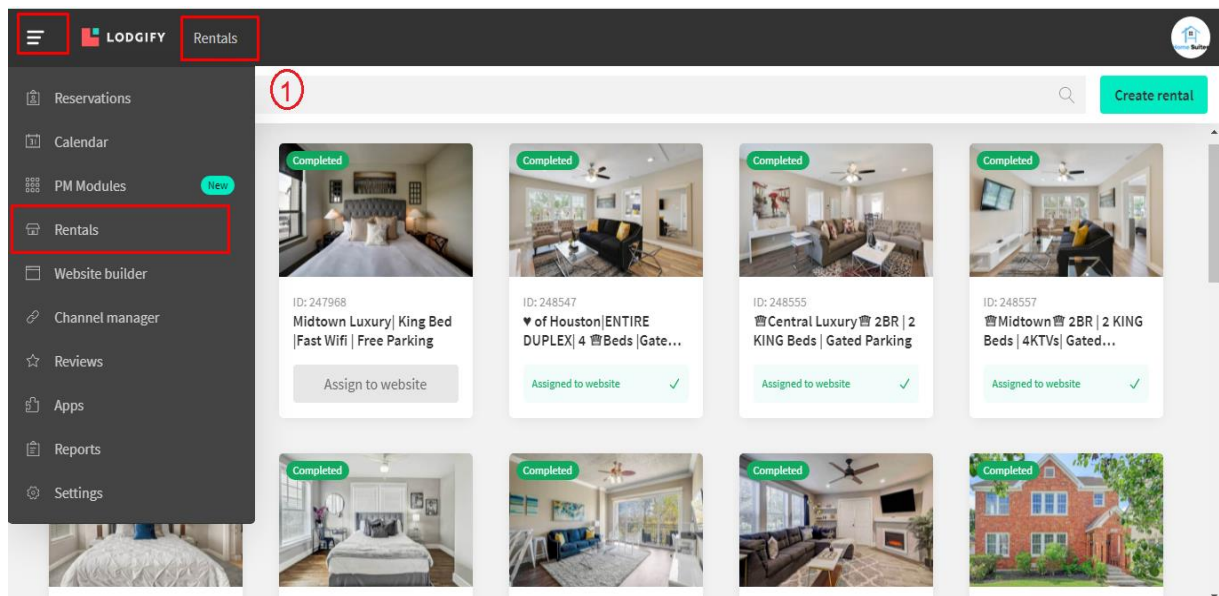 LODGIFY Rentals
Home Suites
1
Create rental
Reservations
Calendar
PM Modules New
Rentals
Website builder
Channel manager
Reviews
Apps
Reports
Settings
Completed
ID: 247968
Midtown Luxury| King Bed
|Fast Wifi | Free Parking
Assign to website
Completed
ID: 248547
♥ of Houston|ENTIRE
DUPLEX| 4 ♕Beds |Gate...
Assigned to website ✓
Completed
ID: 248555
♕Central Luxury♕ 2BR | 2
KING Beds | Gated Parking
Assigned to website ✓
Completed
ID: 248557
♕Midtown♕ 2BR | 2 KING
Beds | 4KTVs| Gated...
Assigned to website ✓
Completed
Completed
Completed
Completed